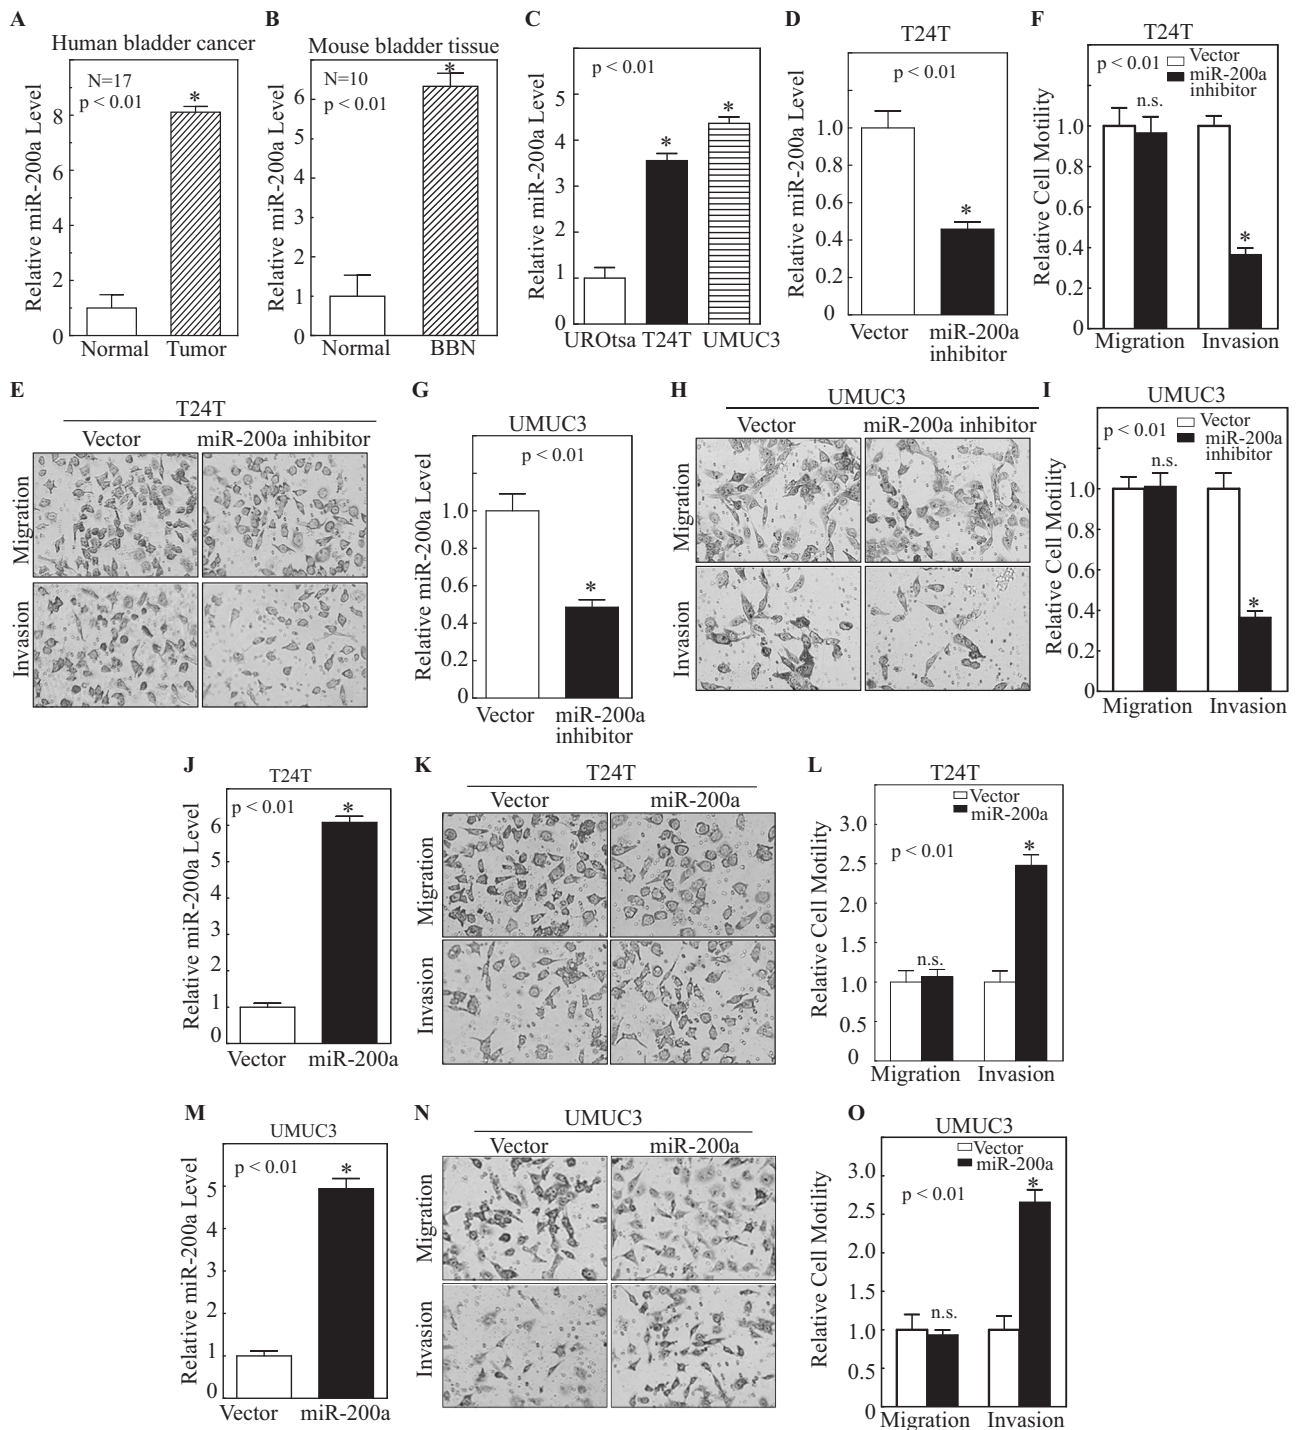 A
Human bladder cancer
N=17
p < 0.01
*
Relative miR-200a Level
8
6
4
2
0
Normal Tumor
B
Mouse bladder tissue
N=10
p < 0.01
*
Relative miR-200a Level
6
5
4
3
2
1
0
Normal BBN
C
p < 0.01
*
*
Relative miR-200a Level
5
4
3
2
1
0
UROtsa T24T UMUC3
D
T24T
p < 0.01
*
Relative miR-200a Level
1.0
0.8
0.6
0.4
0.2
0
Vector miR-200a
inhibitor
F
T24T
Vector
p < 0.01 miR-200a
inhibitor
n.s.
*
Relative Cell Motility
1.0
0.8
0.6
0.4
0.2
0
Migration Invasion
E
T24T
Vector miR-200a inhibitor
Migration
Invasion
G
UMUC3
p < 0.01
*
Relative miR-200a Level
1.0
0.8
0.6
0.4
0.2
0
Vector miR-200a
inhibitor
H
UMUC3
Vector miR-200a inhibitor
Migration
Invasion
I
UMUC3
Vector
p < 0.01 miR-200a
inhibitor
n.s.
*
Relative Cell Motility
1.0
0.8
0.6
0.4
0.2
0
Migration Invasion
J
T24T
p < 0.01
*
Relative miR-200a Level
6
5
4
3
2
1
0
Vector miR-200a
K
T24T
Vector miR-200a
Migration
Invasion
L
T24T
Vector
miR-200a
p < 0.01
*
n.s.
Relative Cell Motility
3.0
2.5
2.0
1.5
1.0
0.5
0
Migration Invasion
M
UMUC3
p < 0.01
*
Relative miR-200a Level
5
4
3
2
1
0
Vector miR-200a
N
UMUC3
Vector miR-200a
Migration
Invasion
O
UMUC3
Vector
miR-200a
p < 0.01
*
n.s.
Relative Cell Motility
3.0
2.5
2.0
1.5
1.0
0.5
0
Migration Invasion